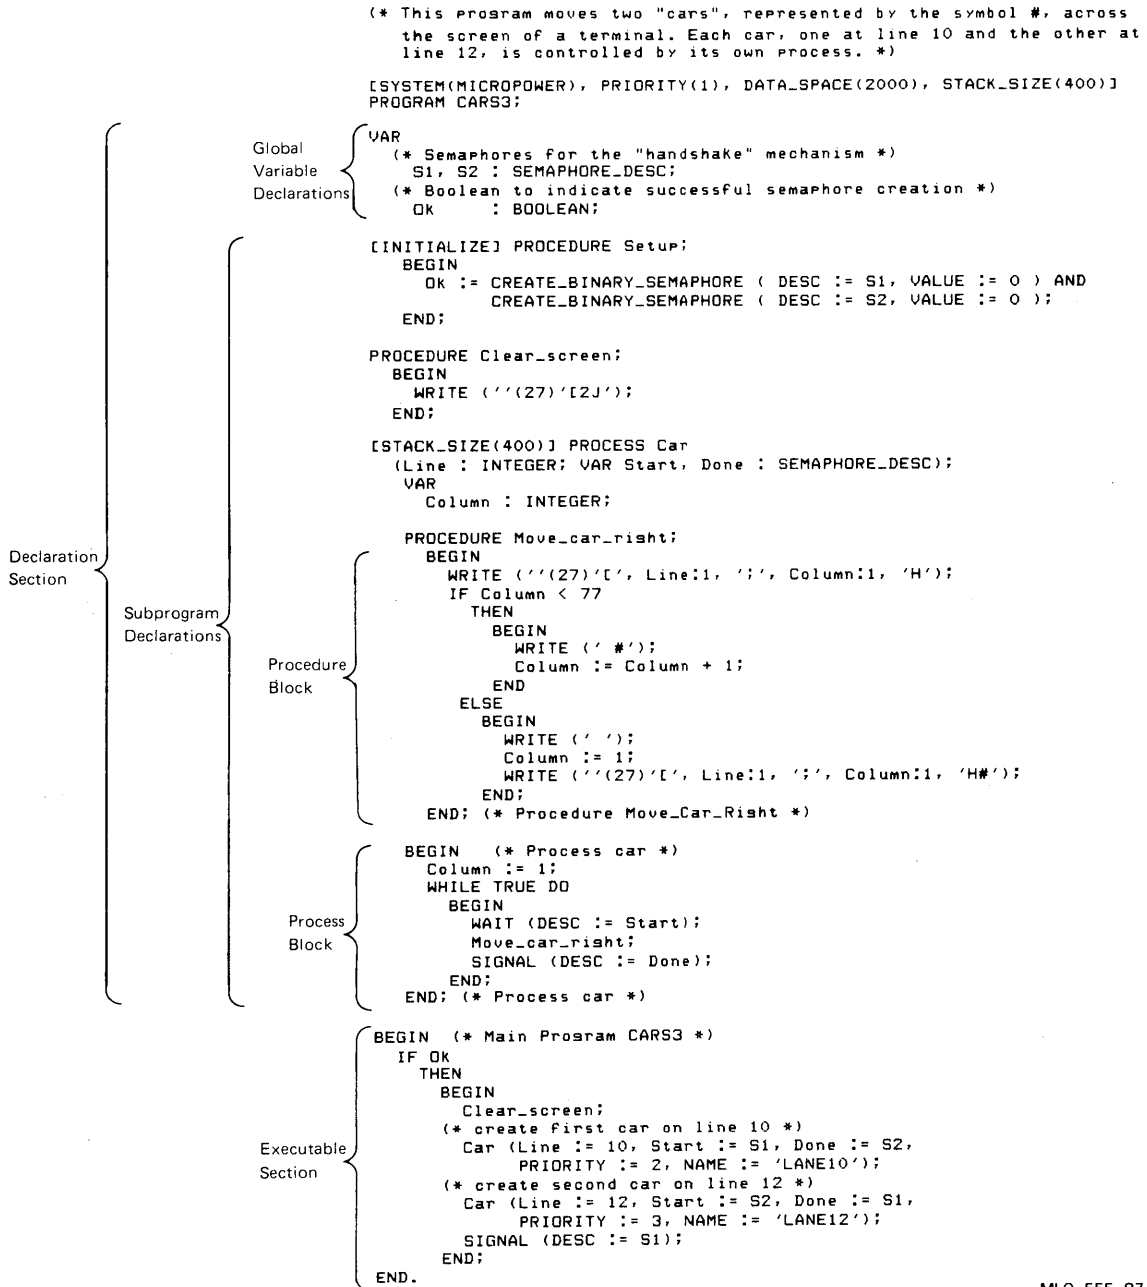 (* This program moves two "cars", represented by the symbol #, across
the screen of a terminal. Each car, one at line 10 and the other at
line 12, is controlled by its own process. *)
[SYSTEM(MICROPOWER), PRIORITY(1), DATA_SPACE(2000), STACK_SIZE(400)]
PROGRAM CARS3;
Global
Variable
Declarations
VAR
(* Semaphores for the "handshake" mechanism *)
S1, S2 : SEMAPHORE_DESC;
(* Boolean to indicate successful semaphore creation *)
OK : BOOLEAN;
Declaration
Section
Subprogram
Declarations
[INITIALIZE] PROCEDURE Setup;
BEGIN
Ok := CREATE_BINARY_SEMAPHORE ( DESC := S1, VALUE := 0 ) AND
CREATE_BINARY_SEMAPHORE ( DESC := S2, VALUE := 0 );
END;
PROCEDURE Clear_screen;
BEGIN
WRITE (''(27)'[2J');
END;
[STACK_SIZE(400)] PROCESS Car
(Line : INTEGER; VAR Start, Done : SEMAPHORE_DESC);
VAR
Column : INTEGER;
PROCEDURE Move_car_right;
Procedure
Block
BEGIN
WRITE (''(27)'[', Line:1, ';', Column:1, 'H');
IF Column < 77
THEN
BEGIN
WRITE (' #');
Column := Column + 1;
END
ELSE
BEGIN
WRITE (' ');
Column := 1;
WRITE (''(27)'[', Line:1, ';', Column:1, 'H#');
END;
END; (* Procedure Move_Car_Right *)
Process
Block
BEGIN (* Process car *)
Column := 1;
WHILE TRUE DO
BEGIN
WAIT (DESC := Start);
Move_car_right;
SIGNAL (DESC := Done);
END;
END; (* Process car *)
Executable
Section
BEGIN (* Main Program CARS3 *)
IF OK
THEN
BEGIN
Clear_screen;
(* create first car on line 10 *)
Car (Line := 10, Start := S1, Done := S2,
PRIORITY := 2, NAME := 'LANE10');
(* create second car on line 12 *)
Car (Line := 12, Start := S2, Done := S1,
PRIORITY := 3, NAME := 'LANE12');
SIGNAL (DESC := S1);
END;
END.